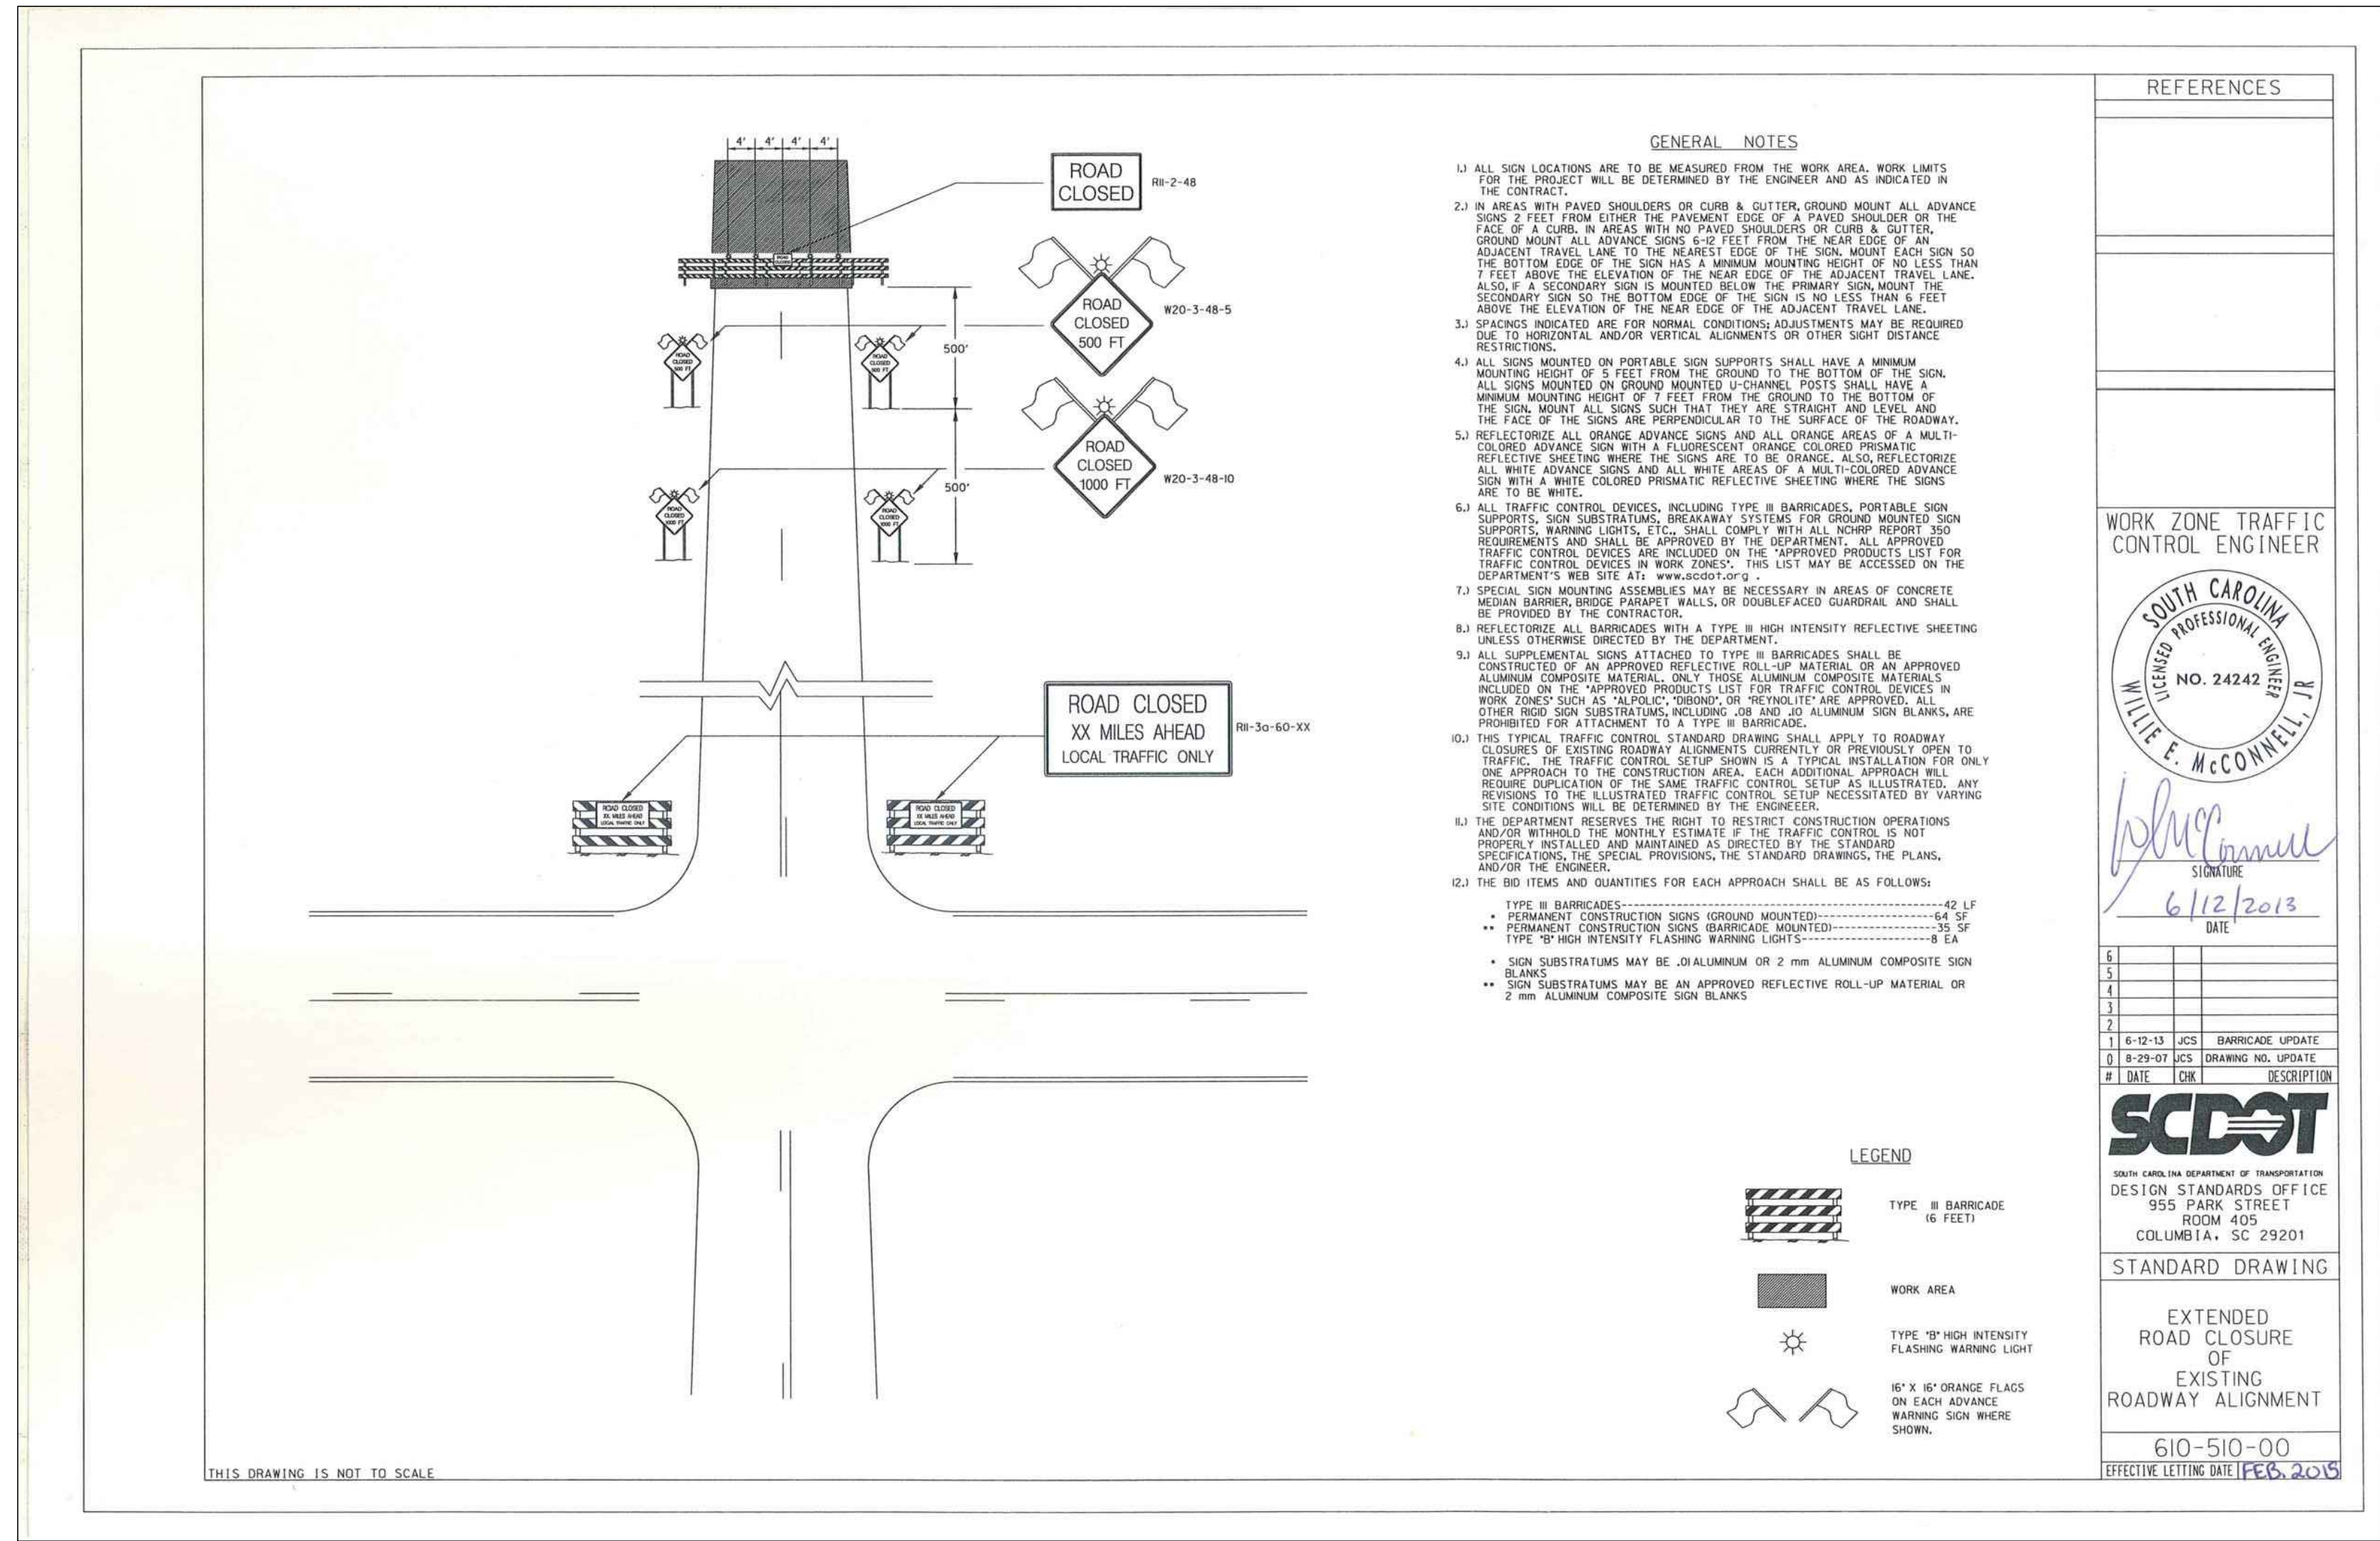 4' 4' 4' 4'
ROAD
CLOSED
R11-2-48
ROAD
CLOSED
ROAD
CLOSED
500 FT
W20-3-48-5
500'
ROAD
CLOSED
500 FT
ROAD
CLOSED
500 FT
ROAD
CLOSED
1000 FT
W20-3-48-10
500'
ROAD
CLOSED
1000 FT
ROAD
CLOSED
1000 FT
ROAD CLOSED
XX MILES AHEAD
LOCAL TRAFFIC ONLY
R11-3a-60-XX
ROAD CLOSED
XX MILES AHEAD
LOCAL TRAFFIC ONLY
ROAD CLOSED
XX MILES AHEAD
LOCAL TRAFFIC ONLY
THIS DRAWING IS NOT TO SCALE
GENERAL NOTES
1.) ALL SIGN LOCATIONS ARE TO BE MEASURED FROM THE WORK AREA. WORK LIMITS
FOR THE PROJECT WILL BE DETERMINED BY THE ENGINEER AND AS INDICATED IN
THE CONTRACT.
2.) IN AREAS WITH PAVED SHOULDERS OR CURB & GUTTER, GROUND MOUNT ALL ADVANCE
SIGNS 2 FEET FROM EITHER THE PAVEMENT EDGE OF A PAVED SHOULDER OR THE
FACE OF A CURB. IN AREAS WITH NO PAVED SHOULDERS OR CURB & GUTTER,
GROUND MOUNT ALL ADVANCE SIGNS 6-12 FEET FROM THE NEAR EDGE OF AN
ADJACENT TRAVEL LANE TO THE NEAREST EDGE OF THE SIGN. MOUNT EACH SIGN SO
THE BOTTOM EDGE OF THE SIGN HAS A MINIMUM MOUNTING HEIGHT OF NO LESS THAN
7 FEET ABOVE THE ELEVATION OF THE NEAR EDGE OF THE ADJACENT TRAVEL LANE.
ALSO, IF A SECONDARY SIGN IS MOUNTED BELOW THE PRIMARY SIGN, MOUNT THE
SECONDARY SIGN SO THE BOTTOM EDGE OF THE SIGN IS NO LESS THAN 6 FEET
ABOVE THE ELEVATION OF THE NEAR EDGE OF THE ADJACENT TRAVEL LANE.
3.) SPACINGS INDICATED ARE FOR NORMAL CONDITIONS; ADJUSTMENTS MAY BE REQUIRED
DUE TO HORIZONTAL AND/OR VERTICAL ALIGNMENTS OR OTHER SIGHT DISTANCE
RESTRICTIONS.
4.) ALL SIGNS MOUNTED ON PORTABLE SIGN SUPPORTS SHALL HAVE A MINIMUM
MOUNTING HEIGHT OF 5 FEET FROM THE GROUND TO THE BOTTOM OF THE SIGN.
ALL SIGNS MOUNTED ON GROUND MOUNTED U-CHANNEL POSTS SHALL HAVE A
MINIMUM MOUNTING HEIGHT OF 7 FEET FROM THE GROUND TO THE BOTTOM OF
THE SIGN. MOUNT ALL SIGNS SUCH THAT THEY ARE STRAIGHT AND LEVEL AND
THE FACE OF THE SIGNS ARE PERPENDICULAR TO THE SURFACE OF THE ROADWAY.
5.) REFLECTORIZE ALL ORANGE ADVANCE SIGNS AND ALL ORANGE AREAS OF A MULTI-
COLORED ADVANCE SIGN WITH A FLUORESCENT ORANGE COLORED PRISMATIC
REFLECTIVE SHEETING WHERE THE SIGNS ARE TO BE ORANGE. ALSO, REFLECTORIZE
ALL WHITE ADVANCE SIGNS AND ALL WHITE AREAS OF A MULTI-COLORED ADVANCE
SIGN WITH A WHITE COLORED PRISMATIC REFLECTIVE SHEETING WHERE THE SIGNS
ARE TO BE WHITE.
6.) ALL TRAFFIC CONTROL DEVICES, INCLUDING TYPE III BARRICADES, PORTABLE SIGN
SUPPORTS, SIGN SUBSTRATUMS, BREAKAWAY SYSTEMS FOR GROUND MOUNTED SIGN
SUPPORTS, WARNING LIGHTS, ETC., SHALL COMPLY WITH ALL NCHRP REPORT 350
REQUIREMENTS AND SHALL BE APPROVED BY THE DEPARTMENT. ALL APPROVED
TRAFFIC CONTROL DEVICES ARE INCLUDED ON THE "APPROVED PRODUCTS LIST FOR
TRAFFIC CONTROL DEVICES IN WORK ZONES". THIS LIST MAY BE ACCESSED ON THE
DEPARTMENT'S WEB SITE AT: www.scdot.org .
7.) SPECIAL SIGN MOUNTING ASSEMBLIES MAY BE NECESSARY IN AREAS OF CONCRETE
MEDIAN BARRIER, BRIDGE PARAPET WALLS, OR DOUBLEFACED GUARDRAIL AND SHALL
BE PROVIDED BY THE CONTRACTOR.
8.) REFLECTORIZE ALL BARRICADES WITH A TYPE III HIGH INTENSITY REFLECTIVE SHEETING
UNLESS OTHERWISE DIRECTED BY THE DEPARTMENT.
9.) ALL SUPPLEMENTAL SIGNS ATTACHED TO TYPE III BARRICADES SHALL BE
CONSTRUCTED OF AN APPROVED REFLECTIVE ROLL-UP MATERIAL OR AN APPROVED
ALUMINUM COMPOSITE MATERIAL. ONLY THOSE ALUMINUM COMPOSITE MATERIALS
INCLUDED ON THE "APPROVED PRODUCTS LIST FOR TRAFFIC CONTROL DEVICES IN
WORK ZONES" SUCH AS "ALPOLIC", "DIBOND", OR "REYNOLITE" ARE APPROVED. ALL
OTHER RIGID SIGN SUBSTRATUMS, INCLUDING .08 AND .10 ALUMINUM SIGN BLANKS, ARE
PROHIBITED FOR ATTACHMENT TO A TYPE III BARRICADE.
10.) THIS TYPICAL TRAFFIC CONTROL STANDARD DRAWING SHALL APPLY TO ROADWAY
CLOSURES OF EXISTING ROADWAY ALIGNMENTS CURRENTLY OR PREVIOUSLY OPEN TO
TRAFFIC. THE TRAFFIC CONTROL SETUP SHOWN IS A TYPICAL INSTALLATION FOR ONLY
ONE APPROACH TO THE CONSTRUCTION AREA. EACH ADDITIONAL APPROACH WILL
REQUIRE DUPLICATION OF THE SAME TRAFFIC CONTROL SETUP AS ILLUSTRATED. ANY
REVISIONS TO THE ILLUSTRATED TRAFFIC CONTROL SETUP NECESSITATED BY VARYING
SITE CONDITIONS WILL BE DETERMINED BY THE ENGINEEER.
11.) THE DEPARTMENT RESERVES THE RIGHT TO RESTRICT CONSTRUCTION OPERATIONS
AND/OR WITHHOLD THE MONTHLY ESTIMATE IF THE TRAFFIC CONTROL IS NOT
PROPERLY INSTALLED AND MAINTAINED AS DIRECTED BY THE STANDARD
SPECIFICATIONS, THE SPECIAL PROVISIONS, THE STANDARD DRAWINGS, THE PLANS,
AND/OR THE ENGINEER.
12.) THE BID ITEMS AND QUANTITIES FOR EACH APPROACH SHALL BE AS FOLLOWS:
TYPE III BARRICADES----------42 LF
* PERMANENT CONSTRUCTION SIGNS (GROUND MOUNTED)----------64 SF
** PERMANENT CONSTRUCTION SIGNS (BARRICADE MOUNTED)----------35 SF
TYPE "B" HIGH INTENSITY FLASHING WARNING LIGHTS----------8 EA
* SIGN SUBSTRATUMS MAY BE .01 ALUMINUM OR 2 mm ALUMINUM COMPOSITE SIGN
BLANKS
** SIGN SUBSTRATUMS MAY BE AN APPROVED REFLECTIVE ROLL-UP MATERIAL OR
2 mm ALUMINUM COMPOSITE SIGN BLANKS
LEGEND
TYPE III BARRICADE
(6 FEET)
WORK AREA
TYPE "B" HIGH INTENSITY
FLASHING WARNING LIGHT
16" X 16" ORANGE FLAGS
ON EACH ADVANCE
WARNING SIGN WHERE
SHOWN.
REFERENCES
WORK ZONE TRAFFIC
CONTROL ENGINEER
SOUTH CAROLINA
LICENSED PROFESSIONAL ENGINEER
NO. 24242
WILLIE E. McCONNELL, JR
WMcConnell
SIGNATURE
6/12/2013
DATE
6
5
4
3
2
1 6-12-13 JCS BARRICADE UPDATE
0 8-29-07 JCS DRAWING NO. UPDATE
# DATE CHK DESCRIPTION
SCDOT
SOUTH CAROLINA DEPARTMENT OF TRANSPORTATION
DESIGN STANDARDS OFFICE
955 PARK STREET
ROOM 405
COLUMBIA, SC 29201
STANDARD DRAWING
EXTENDED
ROAD CLOSURE
OF
EXISTING
ROADWAY ALIGNMENT
610-510-00
EFFECTIVE LETTING DATE FEB. 2015